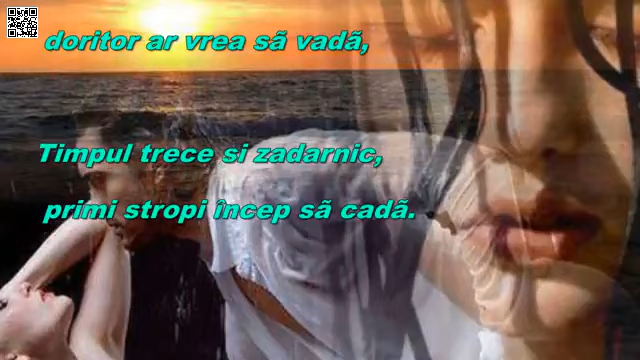 doritor ar vrea sã vadã,
Timpul trece si zadarnic,
primi stropi încep sã cadã.